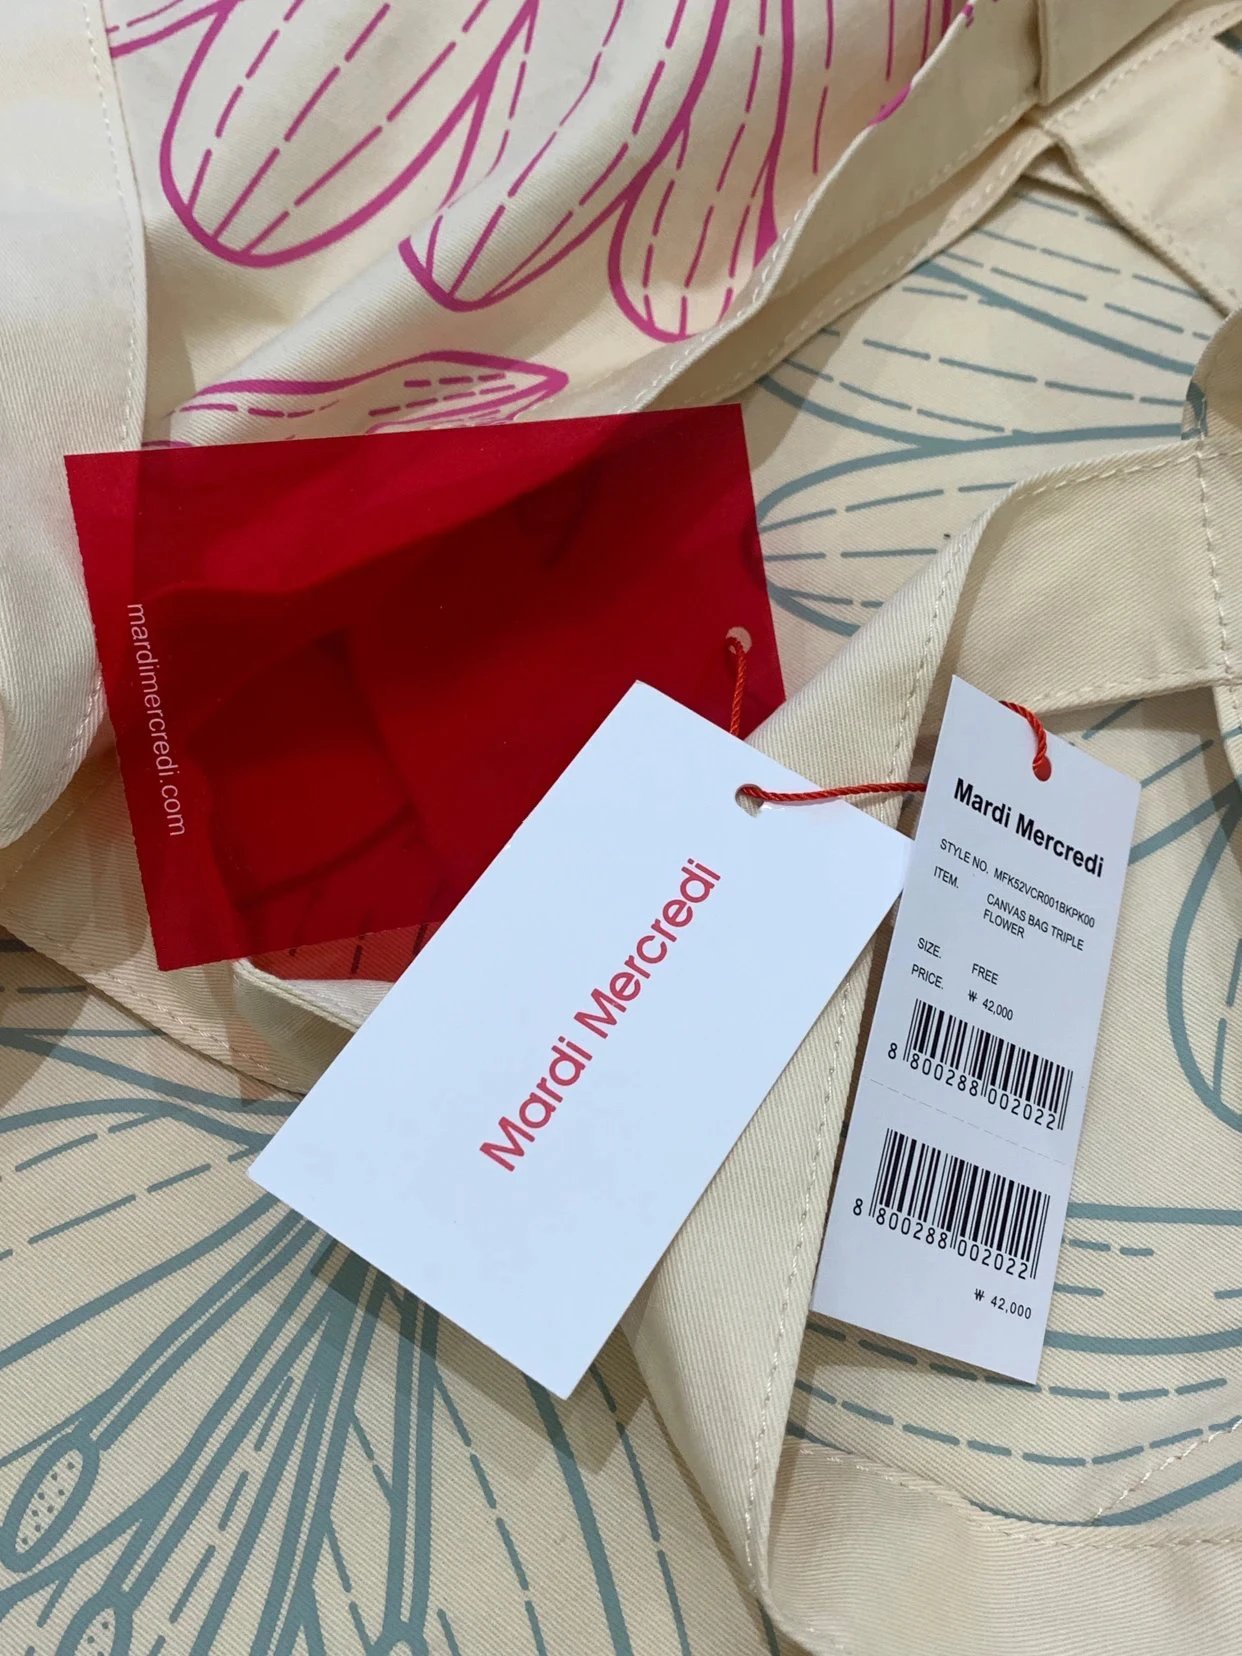 mardimercredi.com
Mardi Mercredi
Mardi Mercredi
STYLE NO. MFK52VCR001BKPK00
ITEM. CANVAS BAG TRIPLE
FLOWER
SIZE. FREE
PRICE. ₩ 42,000
8 800288 002022
8 800288 002022
₩ 42,000